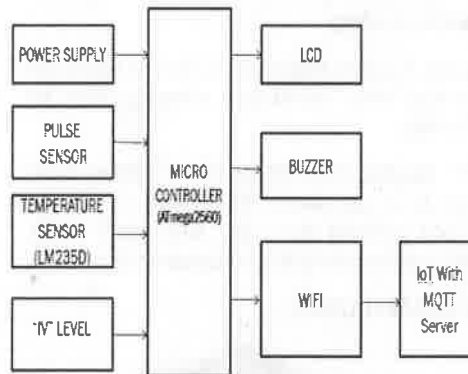 POWER SUPPLY
PULSE
SENSOR
TEMPERATURE
SENSOR
(LM235D)
"IV" LEVEL
MICRO
CONTROLLER
(ATmega2560)
LCD
BUZZER
WIFI
IoT With
MQTT
Server